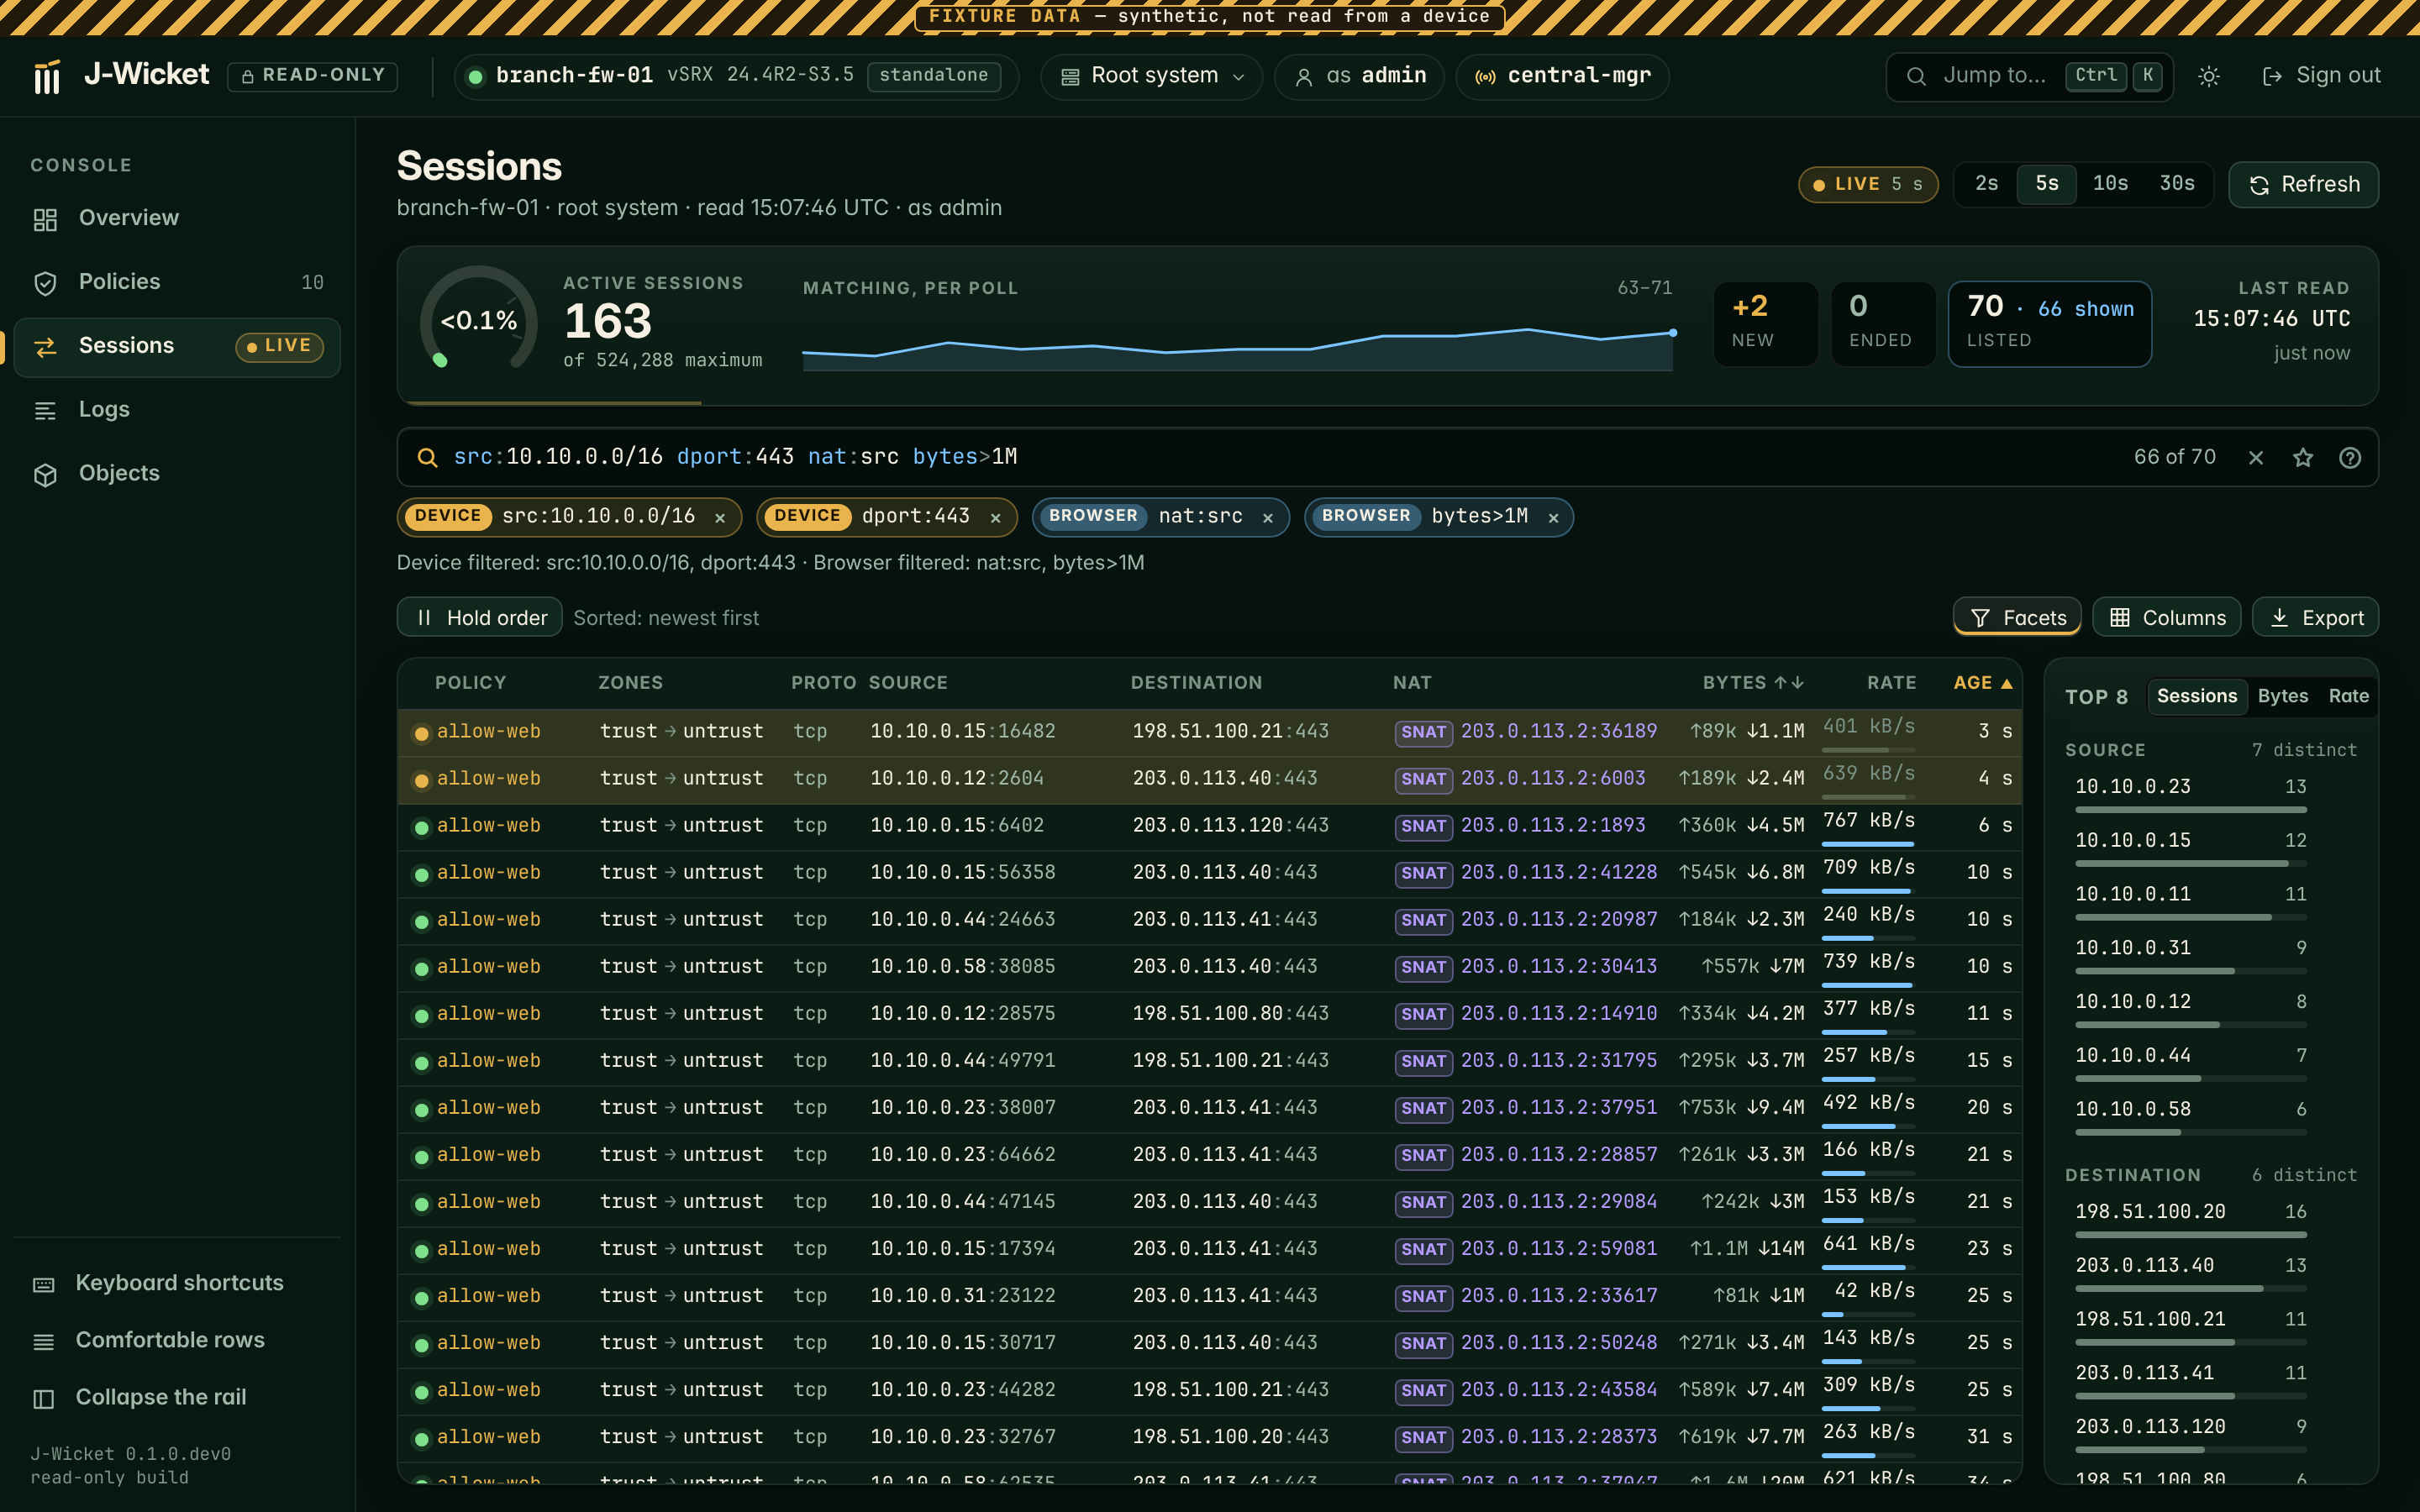 FIXTURE DATA — synthetic, not read from a device
J-Wicket READ-ONLY branch-fw-01 vSRX 24.4R2-S3.5 standalone Root system as admin central-mgr Jump to... Ctrl K Sign out
CONSOLE
Overview
Policies 10
Sessions LIVE
Logs
Objects
Keyboard shortcuts
Comfortable rows
Collapse the rail
J-Wicket 0.1.0.dev0
read-only build
Sessions
branch-fw-01 · root system · read 15:07:46 UTC · as admin
LIVE 5 s 2s 5s 10s 30s Refresh
<0.1%
ACTIVE SESSIONS
163
of 524,288 maximum
MATCHING, PER POLL 63–71
+2
NEW
0
ENDED
70 · 66 shown
LISTED
LAST READ
15:07:46 UTC
just now
src:10.10.0.0/16 dport:443 nat:src bytes>1M 66 of 70
DEVICE src:10.10.0.0/16 × DEVICE dport:443 × BROWSER nat:src × BROWSER bytes>1M ×
Device filtered: src:10.10.0.0/16, dport:443 · Browser filtered: nat:src, bytes>1M
Hold order Sorted: newest first Facets Columns Export
POLICY ZONES PROTO SOURCE DESTINATION NAT BYTES ↑↓ RATE AGE ▲
allow-web trust → untrust tcp 10.10.0.15:16482 198.51.100.21:443 SNAT 203.0.113.2:36189 ↑89k ↓1.1M 401 kB/s 3 s
allow-web trust → untrust tcp 10.10.0.12:2604 203.0.113.40:443 SNAT 203.0.113.2:6003 ↑189k ↓2.4M 639 kB/s 4 s
allow-web trust → untrust tcp 10.10.0.15:6402 203.0.113.120:443 SNAT 203.0.113.2:1893 ↑360k ↓4.5M 767 kB/s 6 s
allow-web trust → untrust tcp 10.10.0.15:56358 203.0.113.40:443 SNAT 203.0.113.2:41228 ↑545k ↓6.8M 709 kB/s 10 s
allow-web trust → untrust tcp 10.10.0.44:24663 203.0.113.41:443 SNAT 203.0.113.2:20987 ↑184k ↓2.3M 240 kB/s 10 s
allow-web trust → untrust tcp 10.10.0.58:38085 203.0.113.40:443 SNAT 203.0.113.2:30413 ↑557k ↓7M 739 kB/s 10 s
allow-web trust → untrust tcp 10.10.0.12:28575 198.51.100.80:443 SNAT 203.0.113.2:14910 ↑334k ↓4.2M 377 kB/s 11 s
allow-web trust → untrust tcp 10.10.0.44:49791 198.51.100.21:443 SNAT 203.0.113.2:31795 ↑295k ↓3.7M 257 kB/s 15 s
allow-web trust → untrust tcp 10.10.0.23:38007 203.0.113.41:443 SNAT 203.0.113.2:37951 ↑753k ↓9.4M 492 kB/s 20 s
allow-web trust → untrust tcp 10.10.0.23:64662 203.0.113.41:443 SNAT 203.0.113.2:28857 ↑261k ↓3.3M 166 kB/s 21 s
allow-web trust → untrust tcp 10.10.0.44:47145 203.0.113.40:443 SNAT 203.0.113.2:29084 ↑242k ↓3M 153 kB/s 21 s
allow-web trust → untrust tcp 10.10.0.15:17394 203.0.113.41:443 SNAT 203.0.113.2:59081 ↑1.1M ↓14M 641 kB/s 23 s
allow-web trust → untrust tcp 10.10.0.31:23122 203.0.113.41:443 SNAT 203.0.113.2:33617 ↑81k ↓1M 42 kB/s 25 s
allow-web trust → untrust tcp 10.10.0.15:30717 203.0.113.40:443 SNAT 203.0.113.2:50248 ↑271k ↓3.4M 143 kB/s 25 s
allow-web trust → untrust tcp 10.10.0.23:44282 198.51.100.21:443 SNAT 203.0.113.2:43584 ↑589k ↓7.4M 309 kB/s 25 s
allow-web trust → untrust tcp 10.10.0.23:32767 198.51.100.20:443 SNAT 203.0.113.2:28373 ↑619k ↓7.7M 263 kB/s 31 s
allow-web trust → untrust tcp 203.0.113.41:443 SNAT 621 kB/s
TOP 8 Sessions Bytes Rate
SOURCE 7 distinct
10.10.0.23 13
10.10.0.15 12
10.10.0.11 11
10.10.0.31 9
10.10.0.12 8
10.10.0.44 7
10.10.0.58 6
DESTINATION 6 distinct
198.51.100.20 16
203.0.113.40 13
198.51.100.21 11
203.0.113.41 11
203.0.113.120 9
198.51.100.80 6